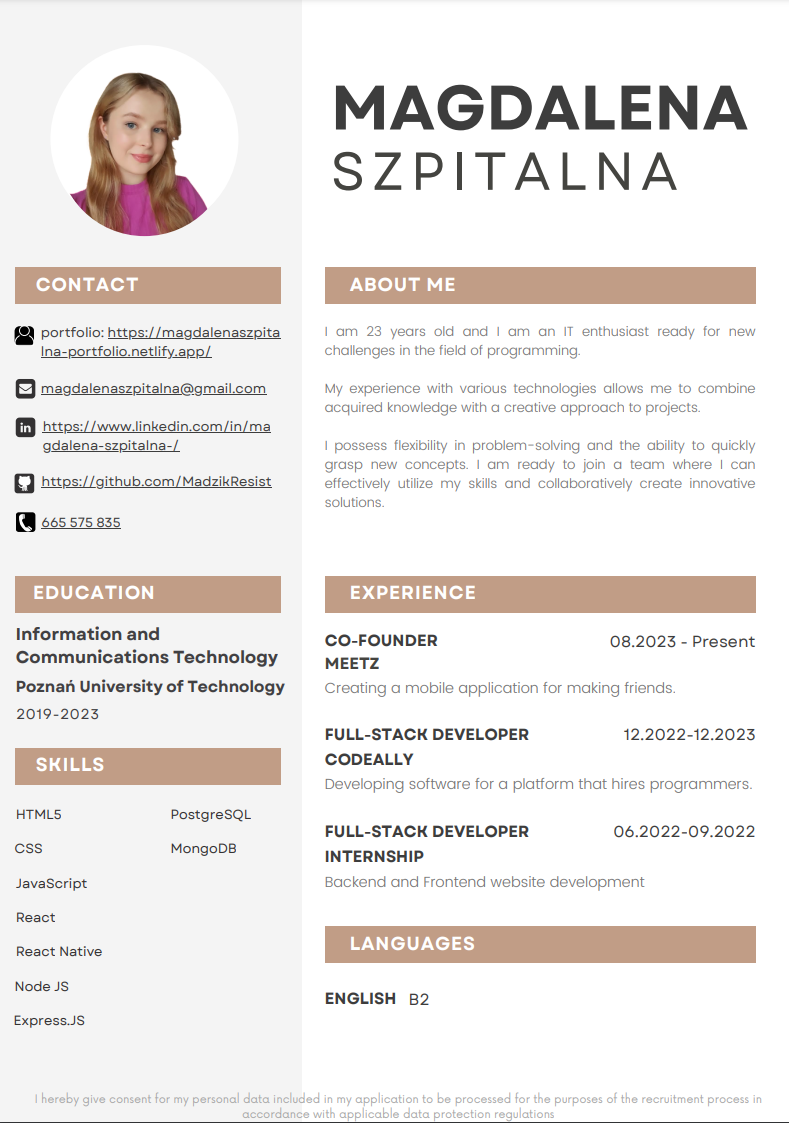 MAGDALENA
SZPITALNA
CONTACT
portfolio: https://magdalenaszpita
lna-portfolio.netlify.app/
magdalenaszpitalna@gmail.com
in
https://www.linkedin.com/in/ma
gdalena-szpitalna-/
https://github.com/MadzikResist
665 575 835
EDUCATION
Information and
Communications Technology
Poznań University of Technology
2019-2023
SKILLS
HTML5 PostgreSQL
CSS MongoDB
JavaScript
React
React Native
Node JS
Express.JS
ABOUT ME
I am 23 years old and I am an IT enthusiast ready for new
challenges in the field of programming.
My experience with various technologies allows me to combine
acquired knowledge with a creative approach to projects.
I possess flexibility in problem-solving and the ability to quickly
grasp new concepts. I am ready to join a team where I can
effectively utilize my skills and collaboratively create innovative
solutions.
EXPERIENCE
CO-FOUNDER 08.2023 - Present
MEETZ
Creating a mobile application for making friends.
FULL-STACK DEVELOPER 12.2022-12.2023
CODEALLY
Developing software for a platform that hires programmers.
FULL-STACK DEVELOPER 06.2022-09.2022
INTERNSHIP
Backend and Frontend website development
LANGUAGES
ENGLISH B2
I hereby give consent for my personal data included in my application to be processed for the purposes of the recruitment process in
accordance with applicable data protection regulations